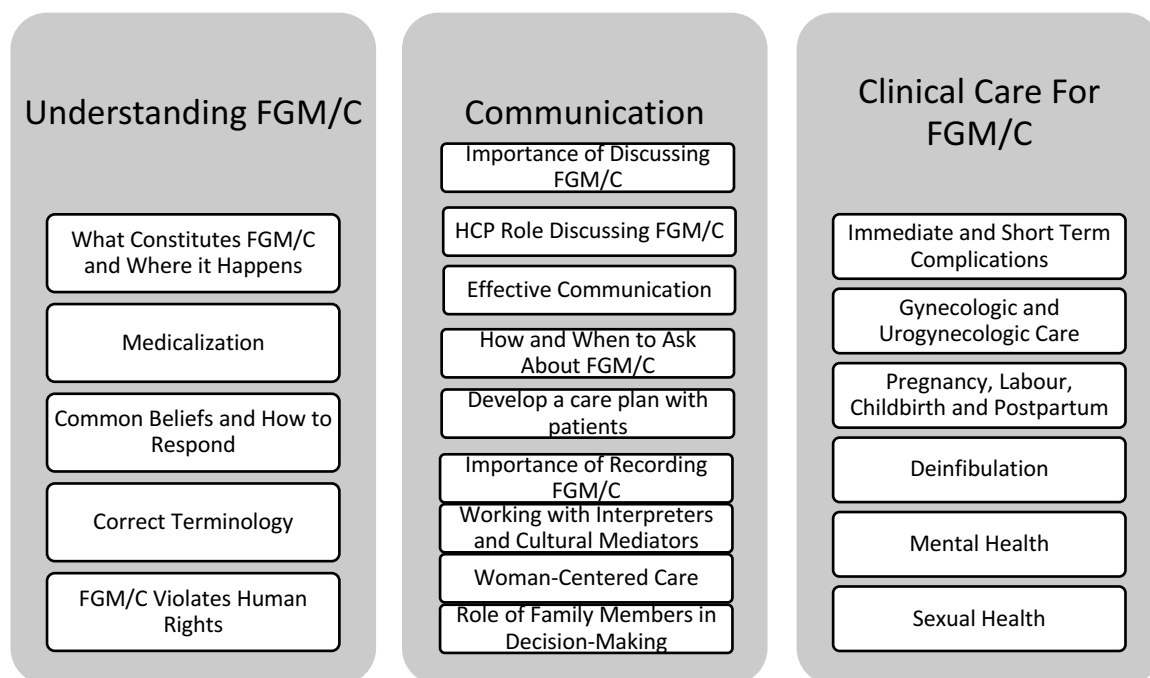 Understanding FGM/C
What Constitutes FGM/C
and Where it Happens
Medicalization
Common Beliefs and How to
Respond
Correct Terminology
FGM/C Violates Human
Rights
Communication
Importance of Discussing
FGM/C
HCP Role Discussing FGM/C
Effective Communication
How and When to Ask
About FGM/C
Develop a care plan with
patients
Importance of Recording
FGM/C
Working with Interpreters
and Cultural Mediators
Woman-Centered Care
Role of Family Members in
Decision-Making
Clinical Care For
FGM/C
Immediate and Short Term
Complications
Gynecologic and
Urogynecologic Care
Pregnancy, Labour,
Childbirth and Postpartum
Deinfibulation
Mental Health
Sexual Health